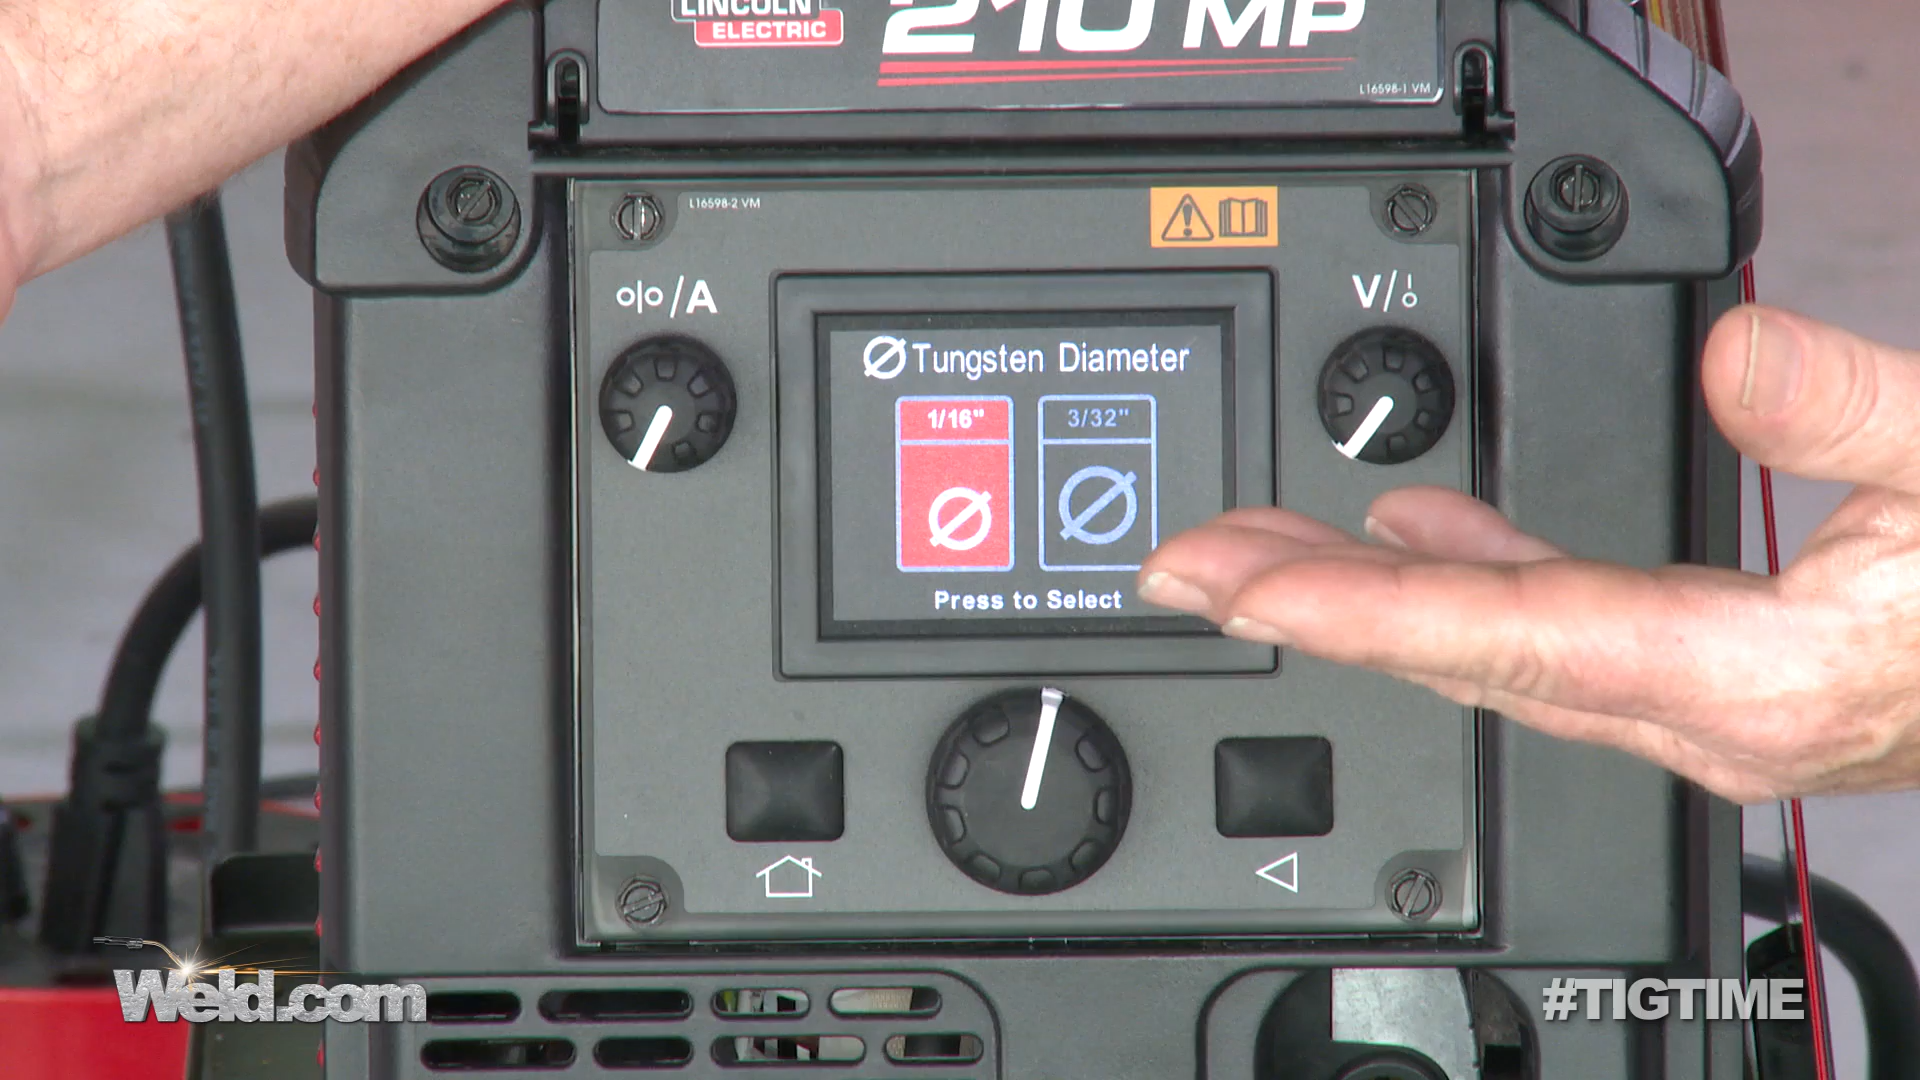 LINCOLN
ELECTRIC
210 MP
L16598-1 VM
L16598-2 VM
/A
V/
Tungsten Diameter
1/16"
3/32"
Press to Select
Weld.com
#TIGTIME